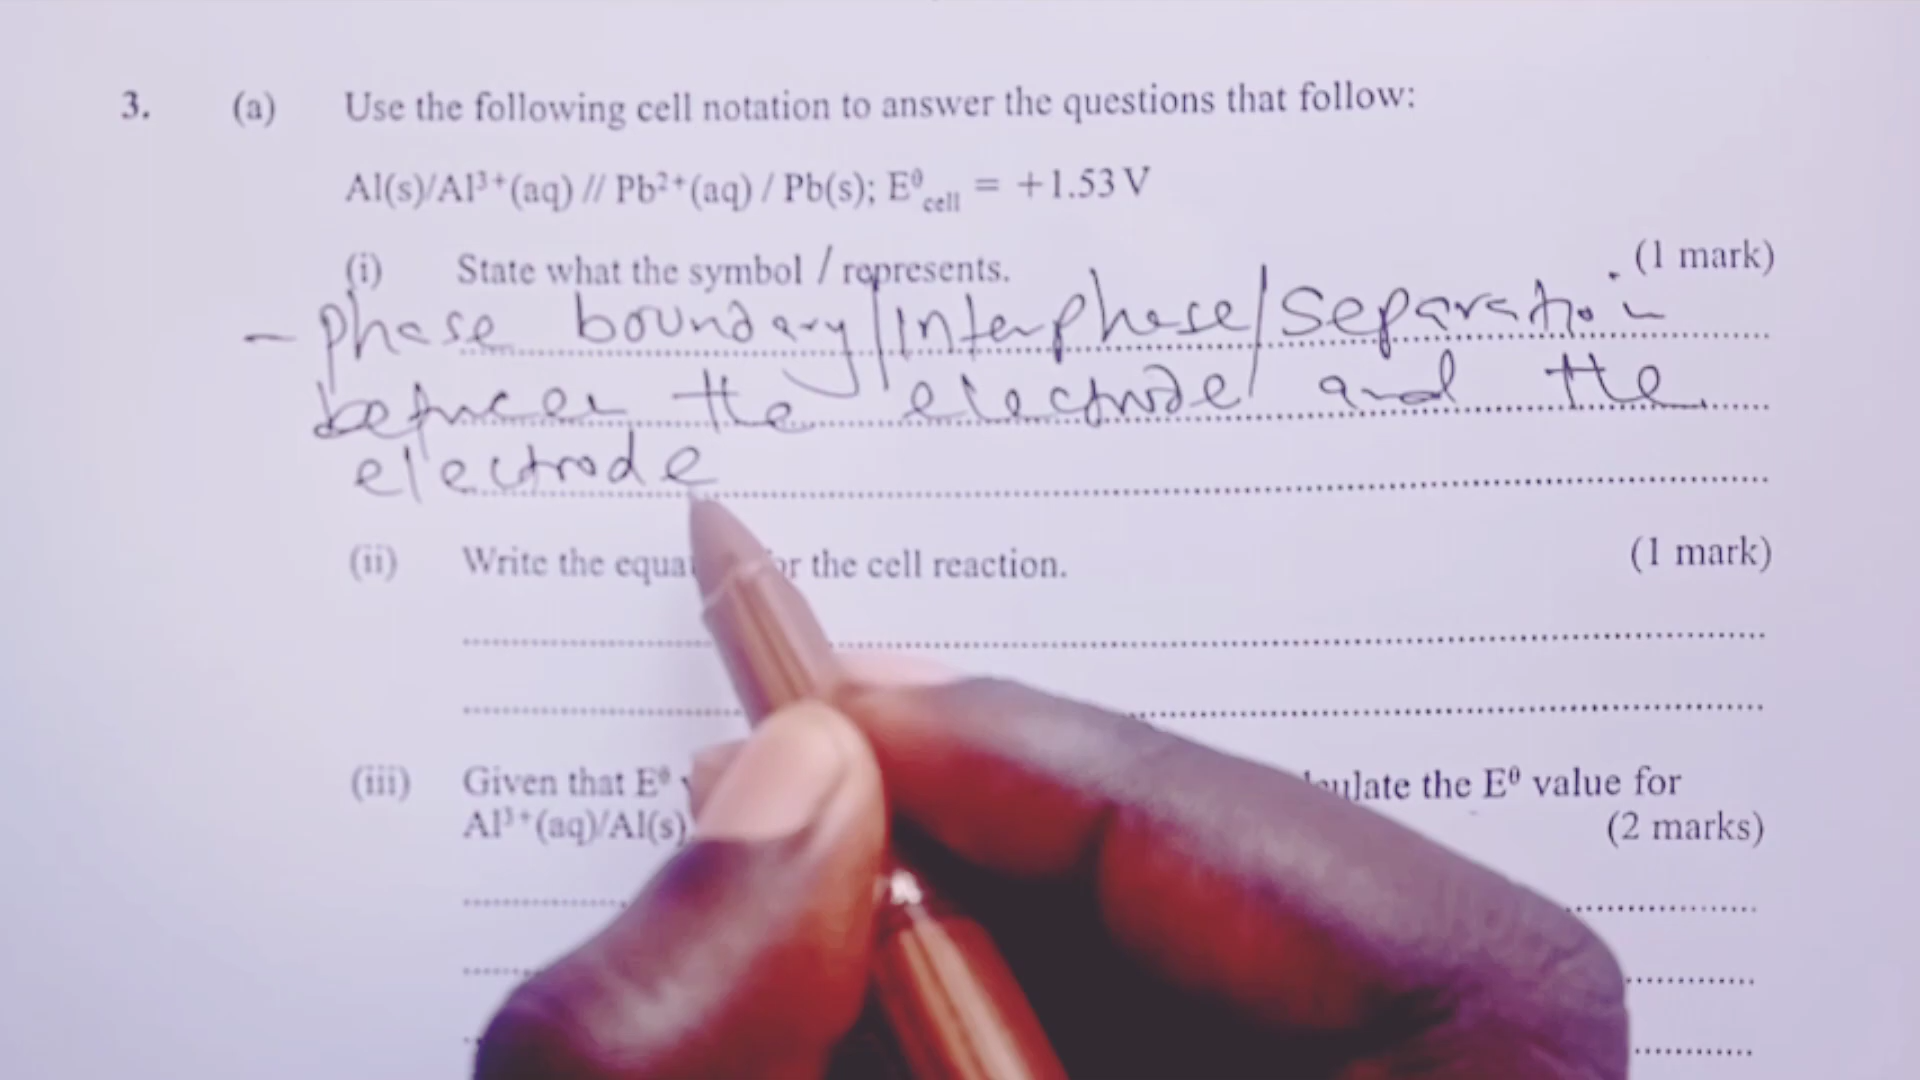 3. (a) Use the following cell notation to answer the questions that follow:
Al(s)/Al³⁺(aq) // Pb²⁺(aq) / Pb(s); E⁰cell = +1.53 V
(i) State what the symbol / represents. (1 mark)
- phase boundary/Interphase/separation
between the electrode and the
electrode
(ii) Write the equa or the cell reaction. (1 mark)
(iii) Given that E⁰ ulate the E⁰ value for
Al³⁺(aq)/Al(s) (2 marks)